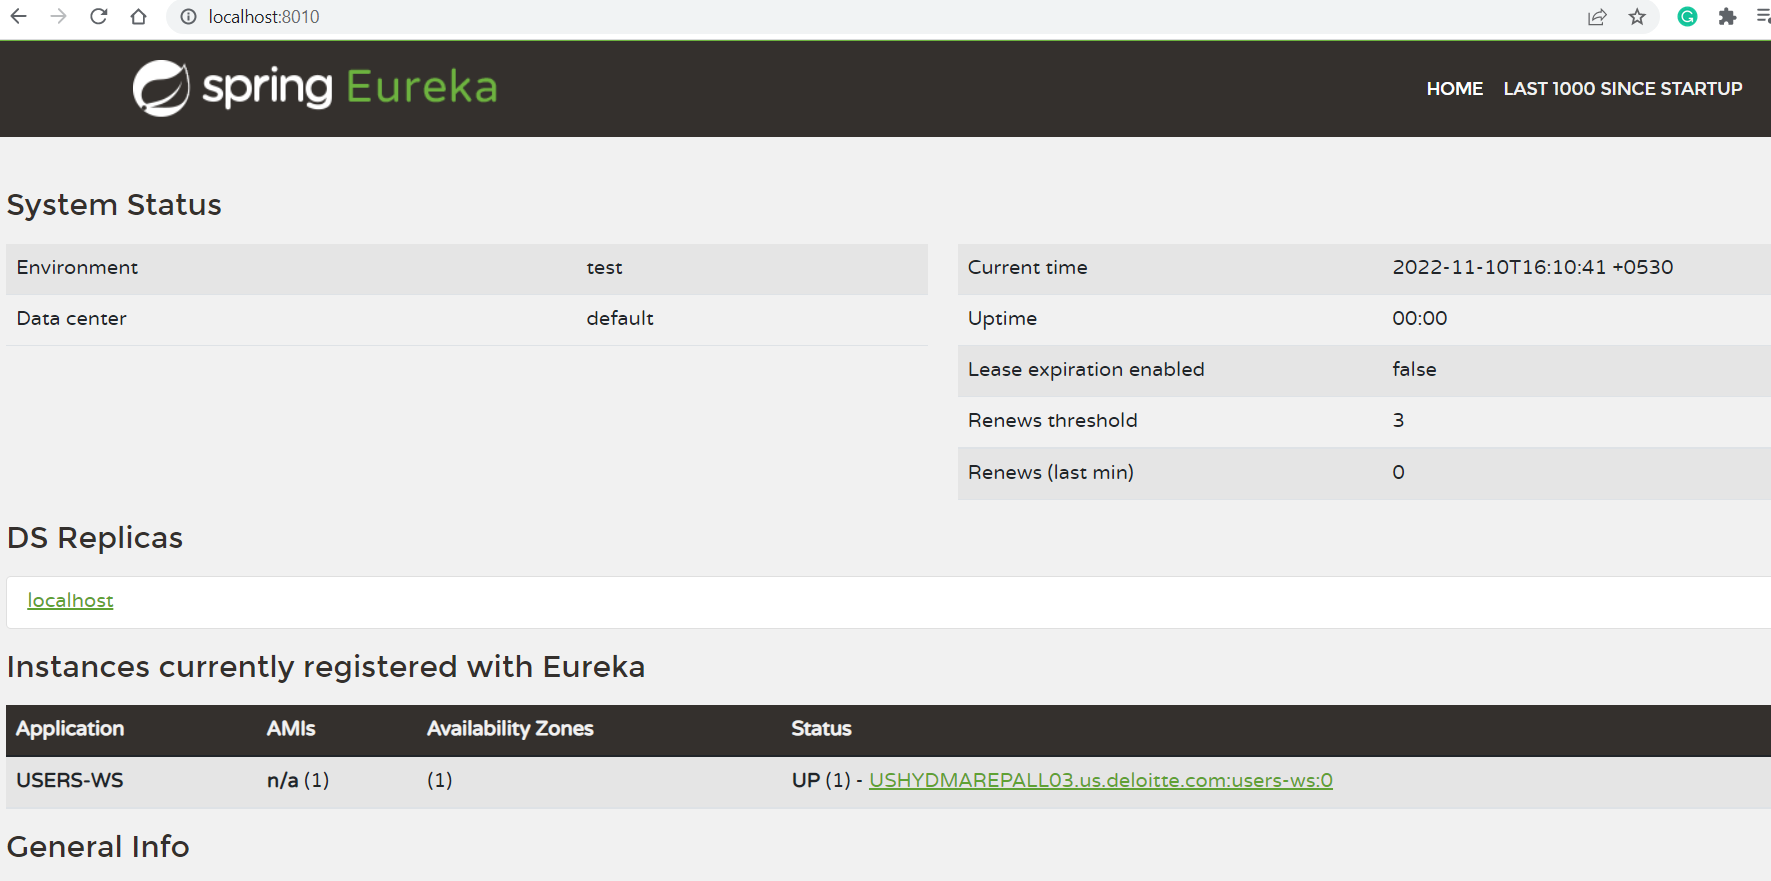 localhost:8010
spring Eureka
HOME LAST 1000 SINCE STARTUP
System Status
Environment test
Data center default
Current time 2022-11-10T16:10:41 +0530
Uptime 00:00
Lease expiration enabled false
Renews threshold 3
Renews (last min) 0
DS Replicas
localhost
Instances currently registered with Eureka
Application AMIs Availability Zones Status
USERS-WS n/a (1) (1) UP (1) - USHYDMAREPALL03.us.deloitte.com:users-ws:0
General Info